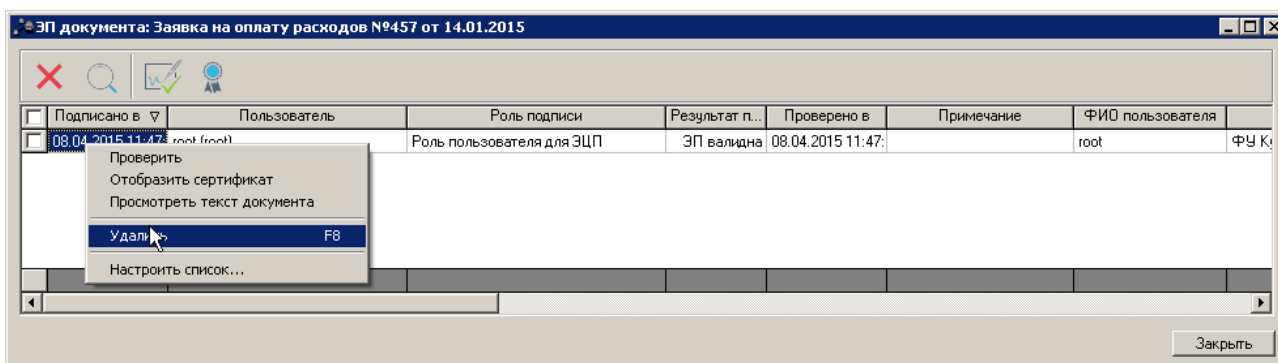 ЭП документа: Заявка на оплату расходов №457 от 14.01.2015
Подписано в Пользователь Роль подписи Результат п... Проверено в Примечание ФИО пользователя
08.04.2015 11:47: root (root) Роль пользователя для ЭЦП ЭП валидна 08.04.2015 11:47: root ФУ
Проверить
Отобразить сертификат
Просмотреть текст документа
Удалить F8
Настроить список...
Закрыть